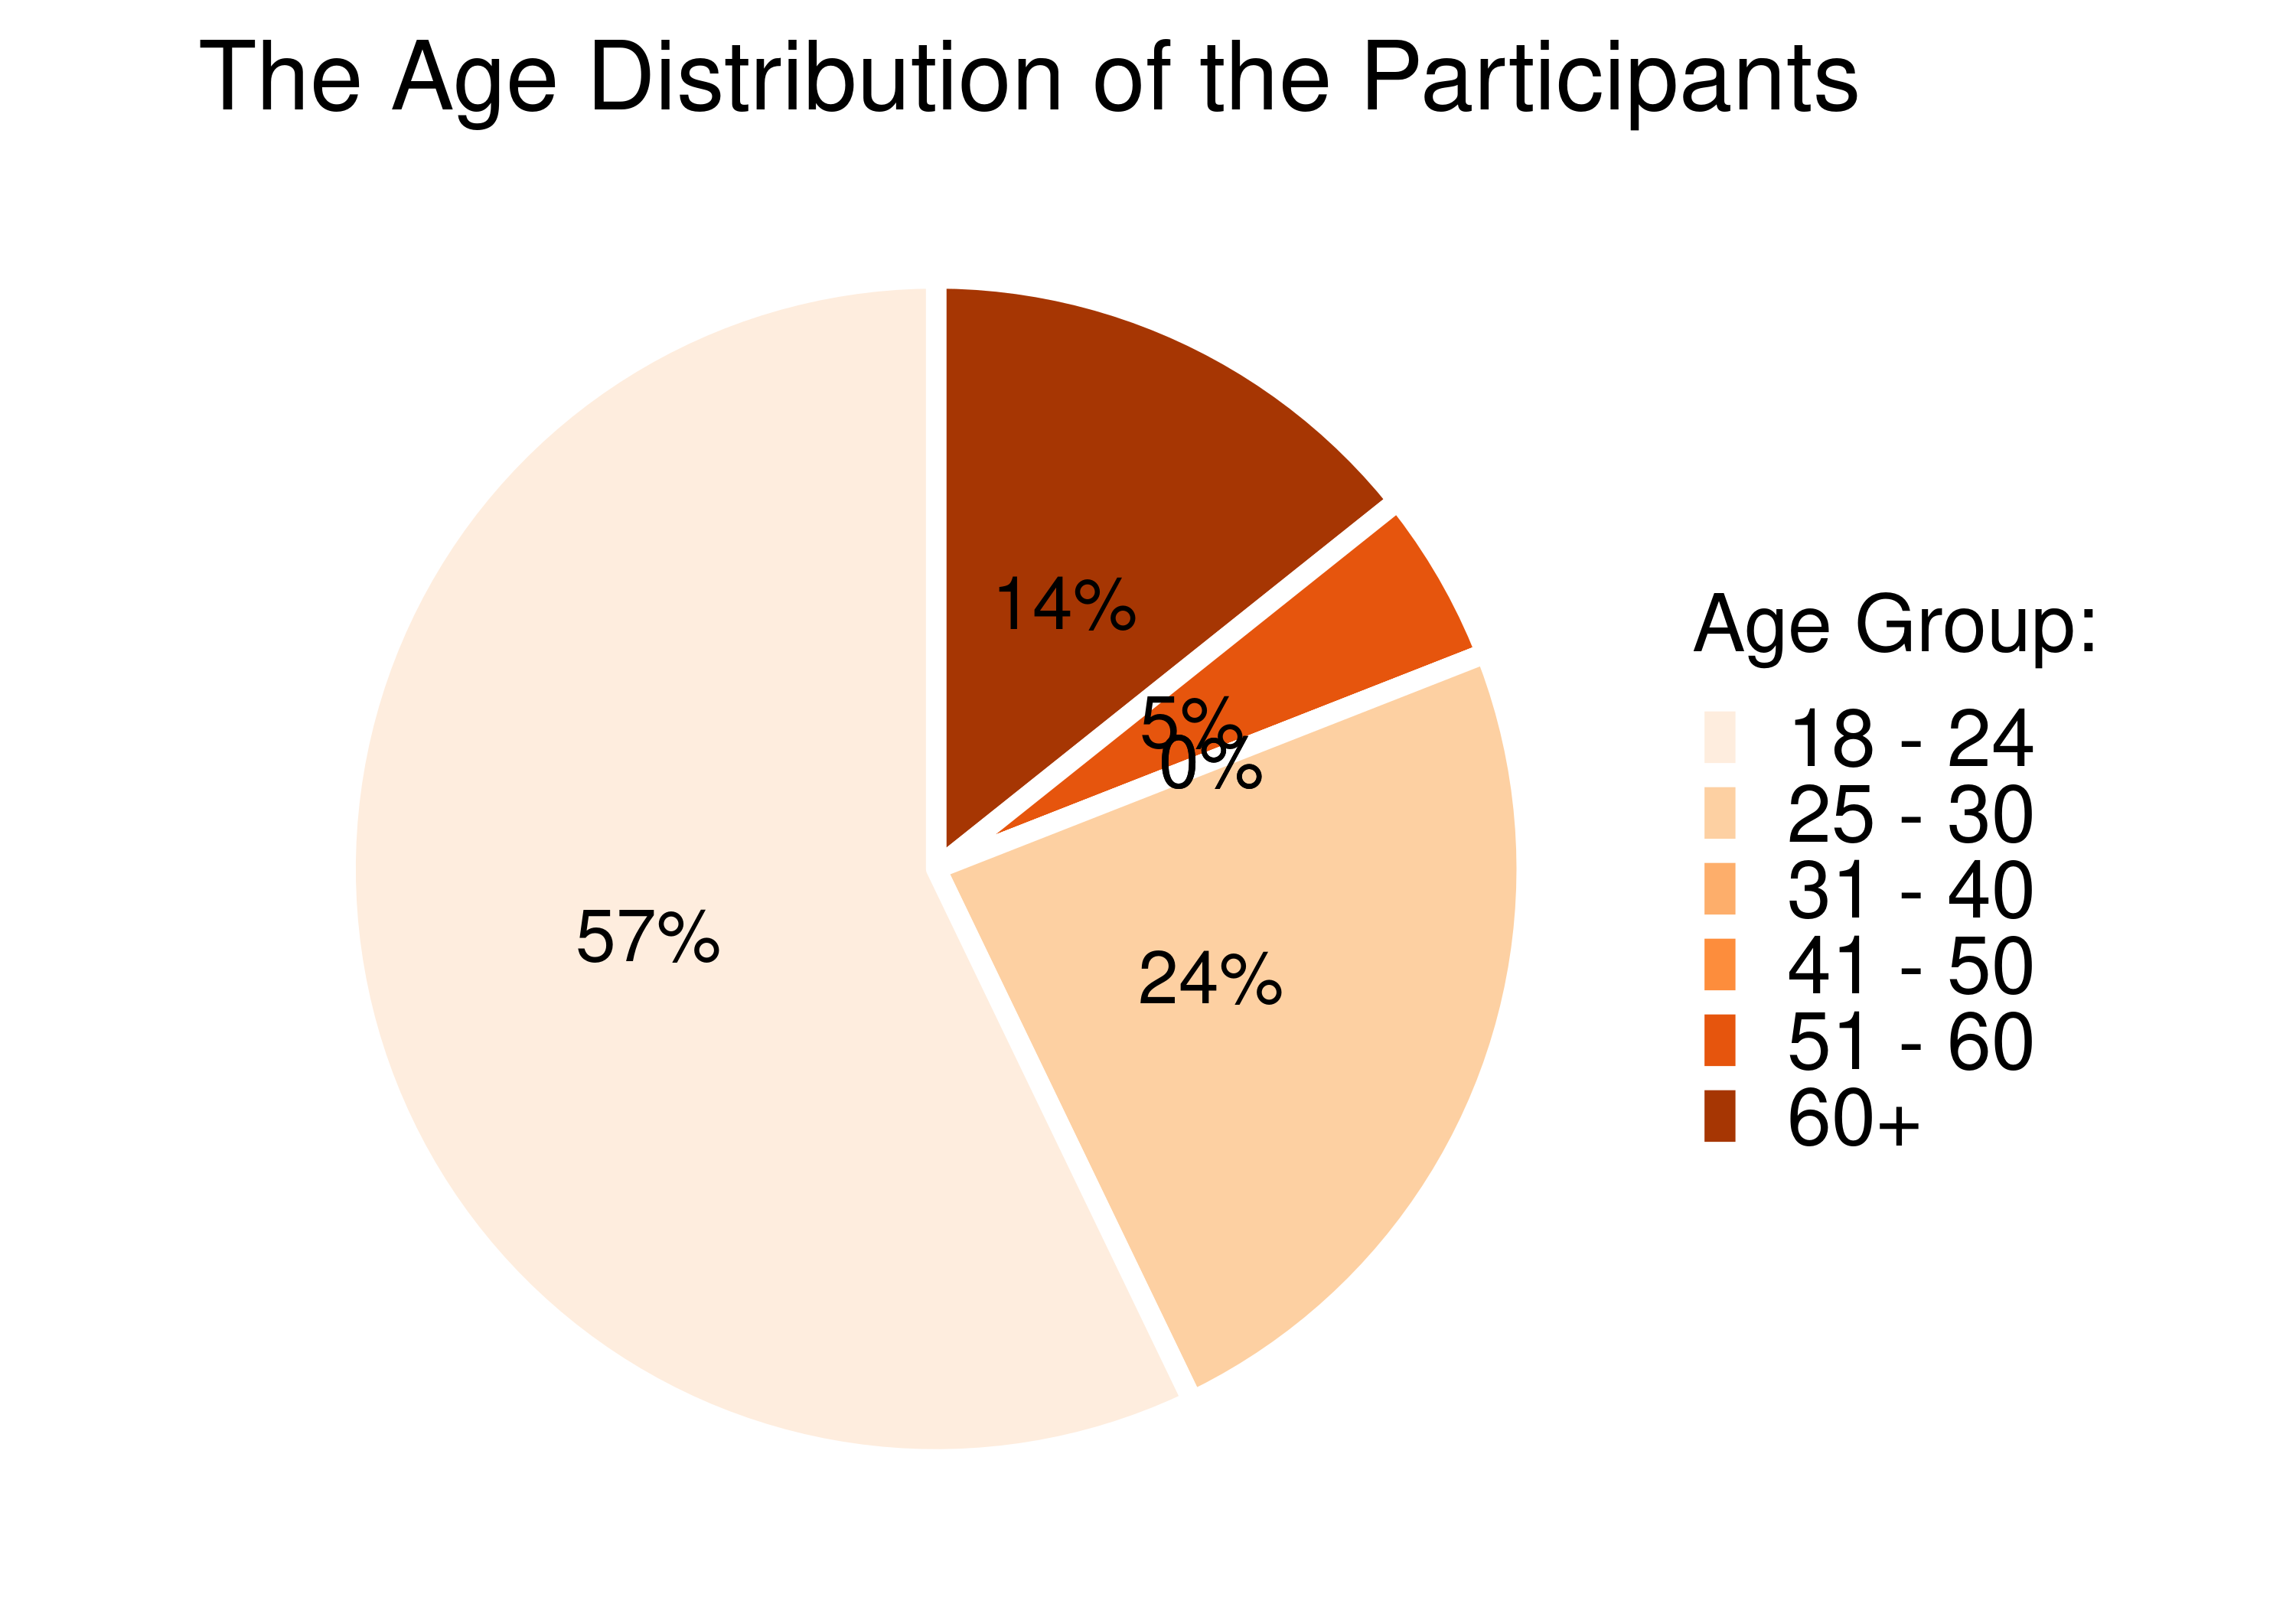 The Age Distribution of the Participants
14%
5%
0%
57%
24%
Age Group:
18 - 24
25 - 30
31 - 40
41 - 50
51 - 60
60+